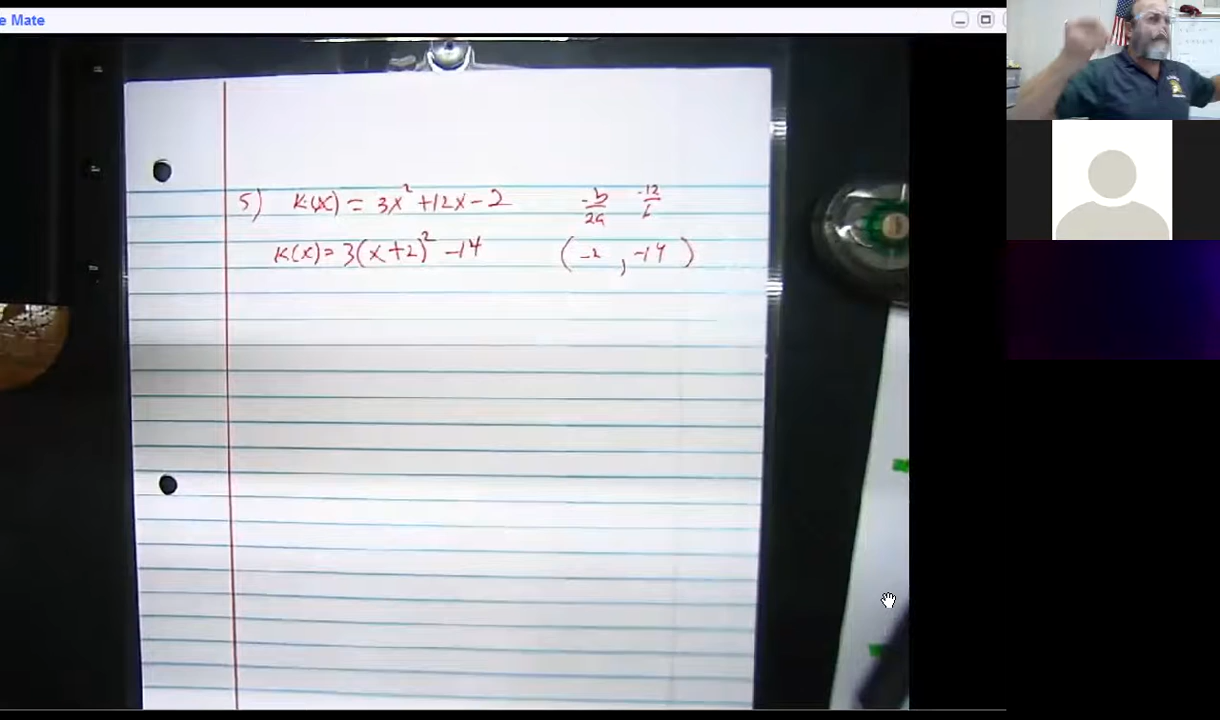 e Mate
5) K(x) = 3x² + 12x - 2 -b/2a -12/6
K(x) = 3(x+2)² - 14 (-2, -14)